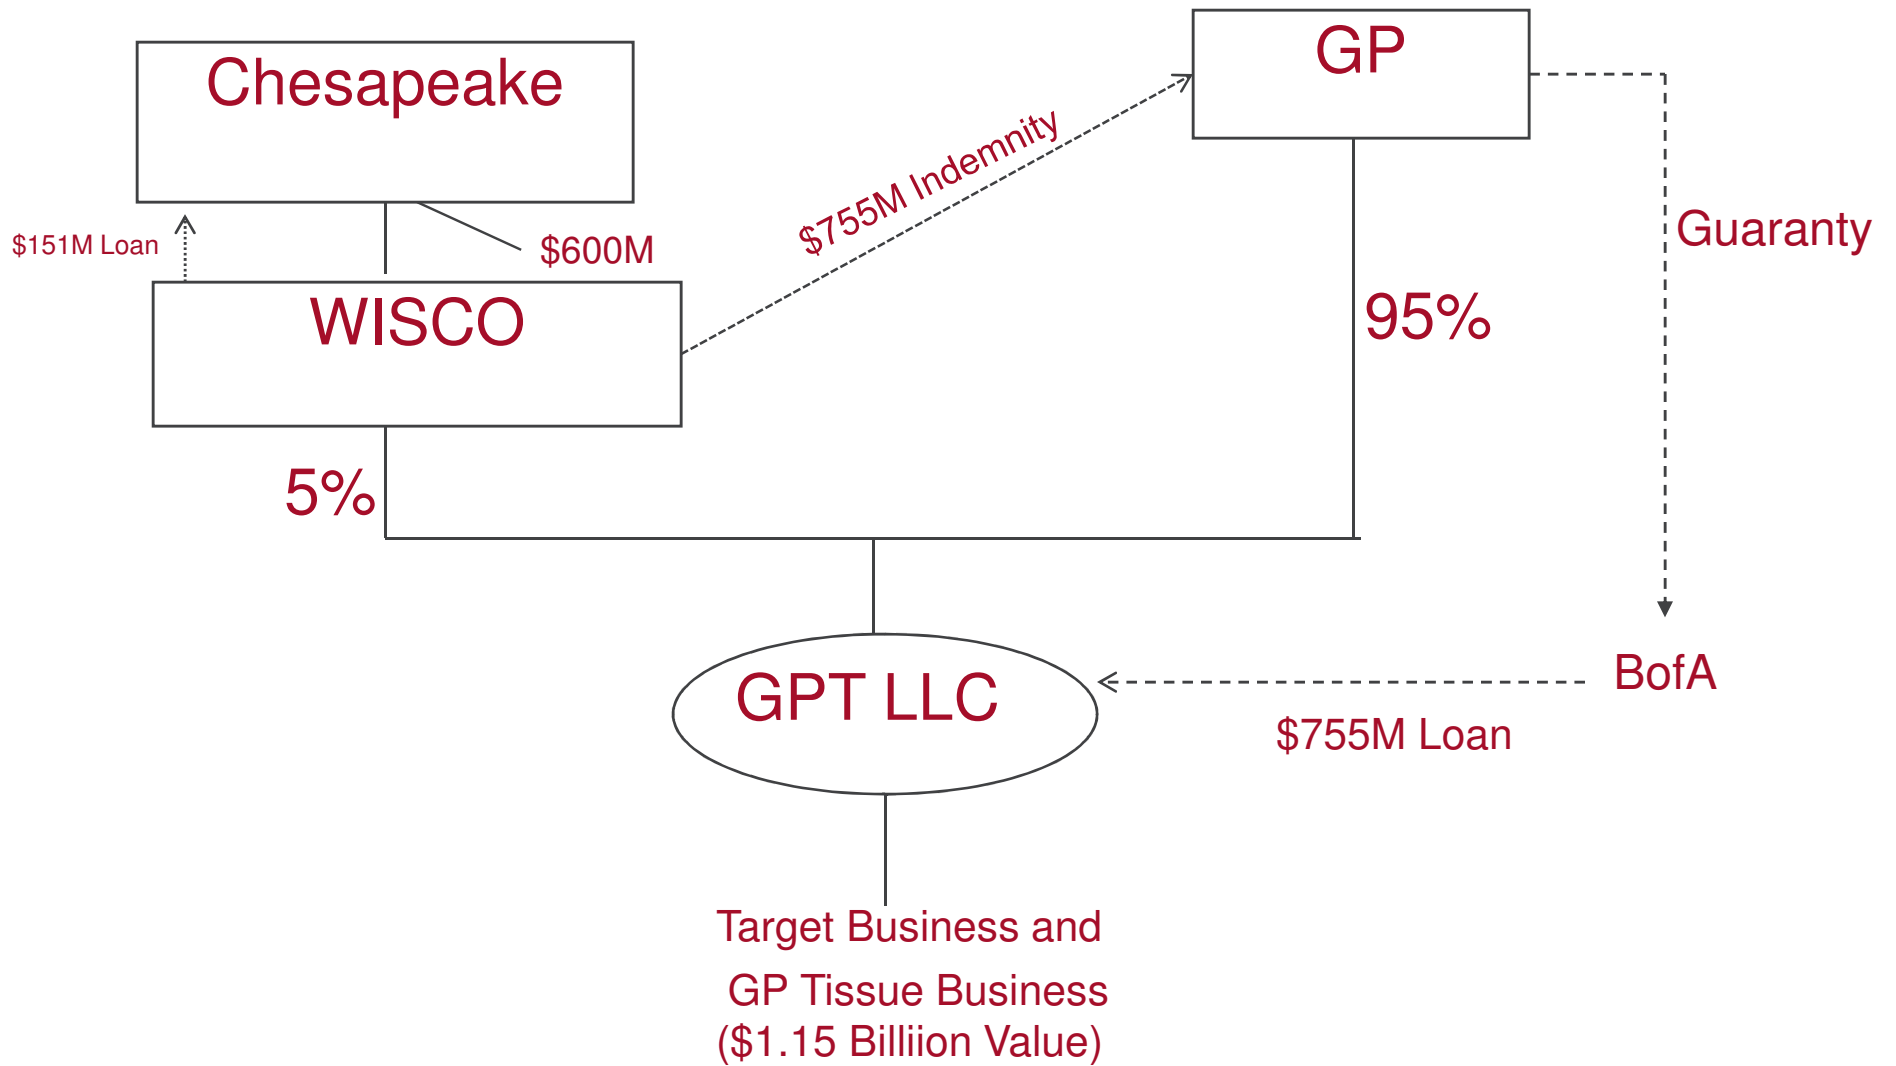 Chesapeake
GP
$755M Indemnity
$151M Loan
$600M
Guaranty
WISCO
95%
5%
GPT LLC
BofA
$755M Loan
Target Business and
GP Tissue Business
($1.15 Billiion Value)